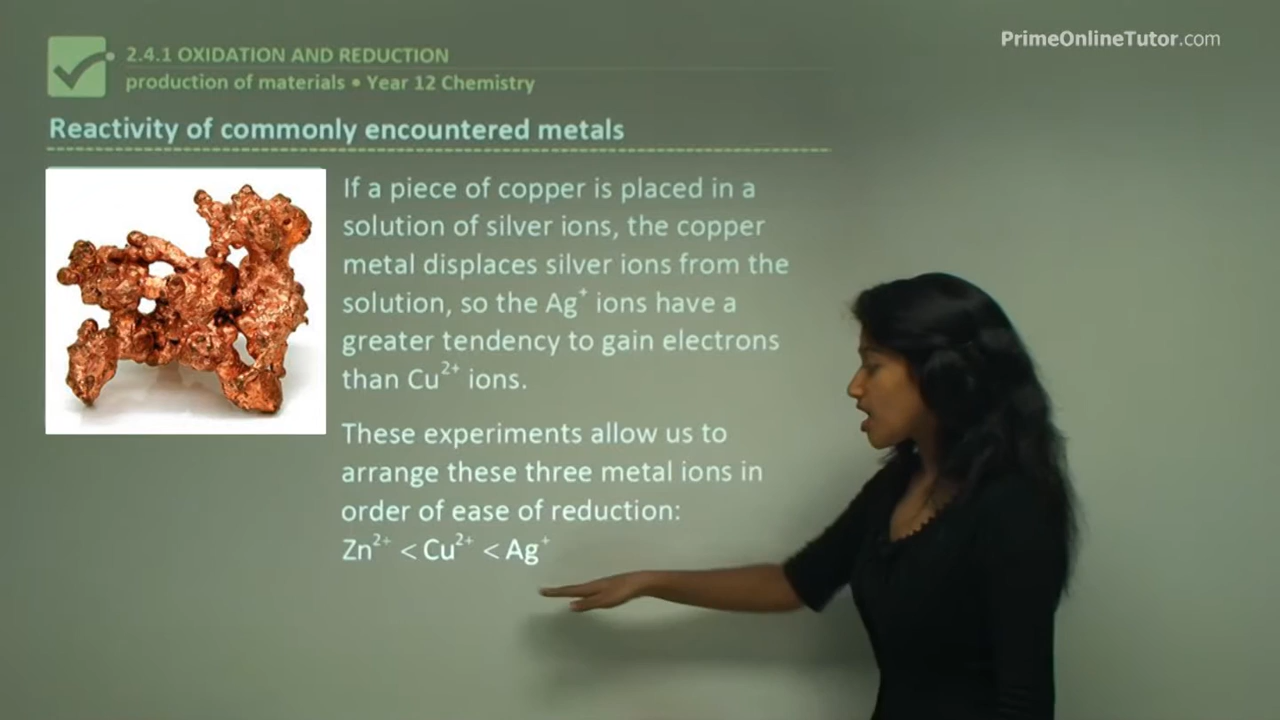 PrimeOnlineTutor.com
2.4.1 OXIDATION AND REDUCTION
production of materials • Year 12 Chemistry
Reactivity of commonly encountered metals
If a piece of copper is placed in a
solution of silver ions, the copper
metal displaces silver ions from the
solution, so the Ag⁺ ions have a
greater tendency to gain electrons
than Cu²⁺ ions.
These experiments allow us to
arrange these three metal ions in
order of ease of reduction:
Zn²⁺ < Cu²⁺ < Ag⁺